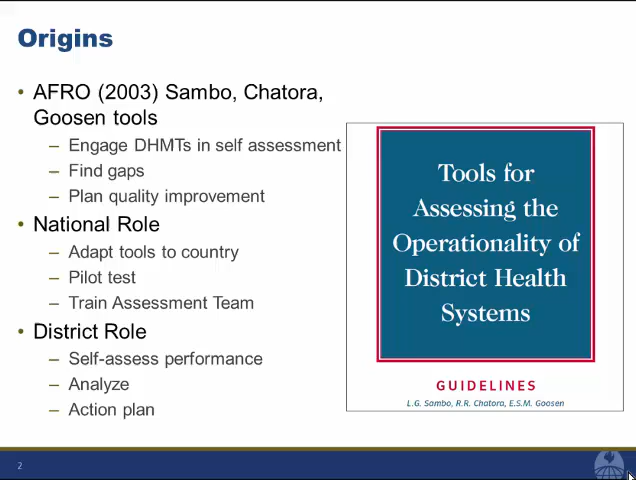 Origins
• AFRO (2003) Sambo, Chatora,
Goosen tools
– Engage DHMTs in self assessment
– Find gaps
– Plan quality improvement
• National Role
– Adapt tools to country
– Pilot test
– Train Assessment Team
• District Role
– Self-assess performance
– Analyze
– Action plan
Tools for
Assessing the
Operationality of
District Health
Systems
GUIDELINES
L.G. Sambo, R.R. Chatora, E.S.M. Goosen
2